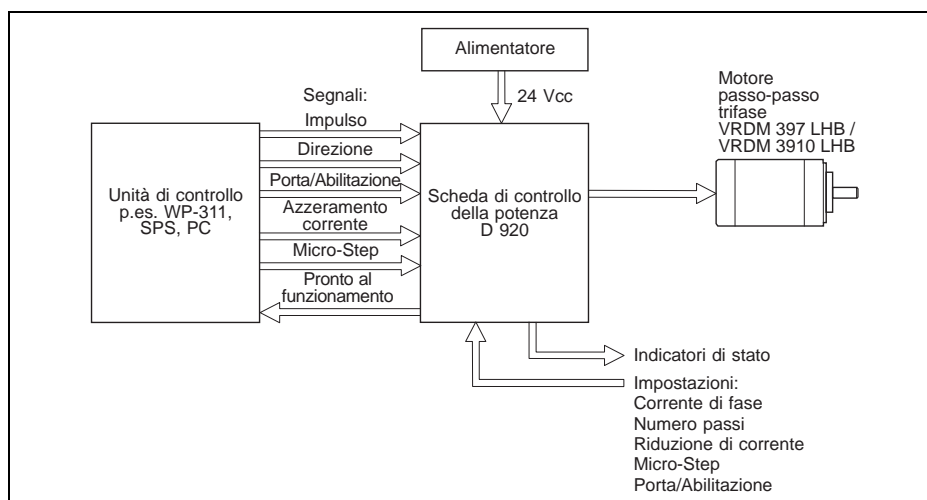 Alimentatore
24 Vcc
Segnali:
Impulso
Direzione
Porta/Abilitazione
Azzeramento
corrente
Micro-Step
Pronto al
funzionamento
Unità di controllo
p.es. WP-311,
SPS, PC
Scheda di controllo
della potenza
D 920
Motore
passo-passo
trifase
VRDM 397 LHB /
VRDM 3910 LHB
Indicatori di stato
Impostazioni:
Corrente di fase
Numero passi
Riduzione di corrente
Micro-Step
Porta/Abilitazione